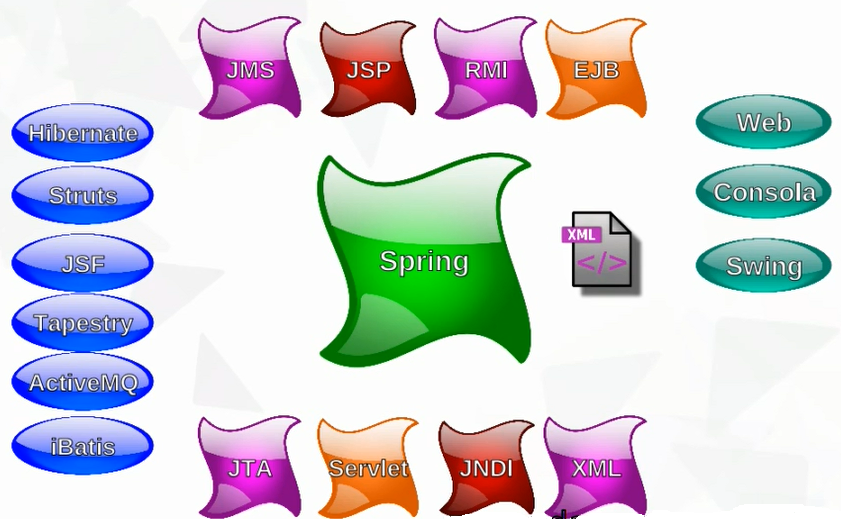 JMS
JSP
RMI
EJB
Hibernate
Struts
JSF
Tapestry
ActiveMQ
iBatis
Spring
XML
</>
Web
Consola
Swing
JTA
Servlet
JNDI
XML